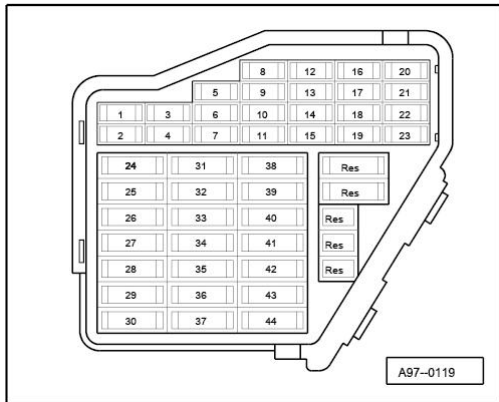 8 12 16 20
5 9 13 17 21
1 3 6 10 14 18 22
2 4 7 11 15 19 23
24 31 38 Res
25 32 39 Res
26 33 40 Res
27 34 41 Res
28 35 42 Res
29 36 43
30 37 44
A97--0119